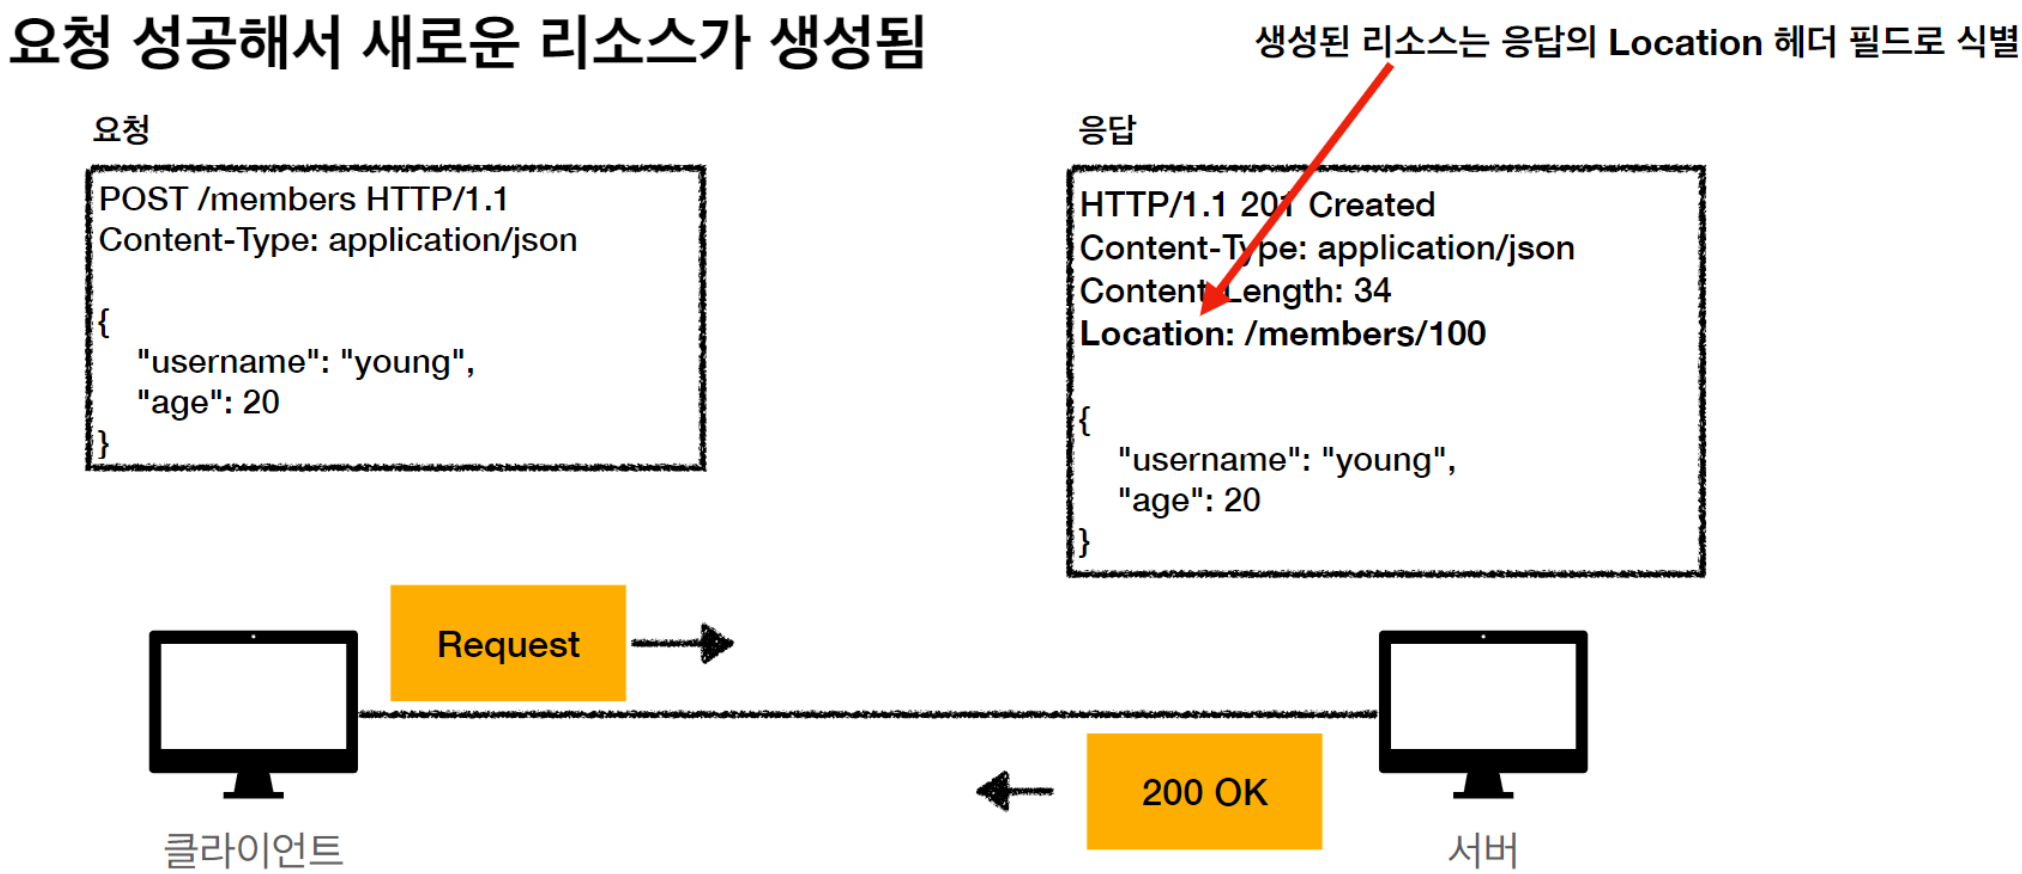 요청 성공해서 새로운 리소스가 생성됨
생성된 리소스는 응답의 Location 헤더 필드로 식별
요청
POST /members HTTP/1.1
Content-Type: application/json
{
"username": "young",
"age": 20
}
응답
HTTP/1.1 201 Created
Content-Type: application/json
Content-Length: 34
Location: /members/100
{
"username": "young",
"age": 20
}
Request
200 OK
클라이언트
서버